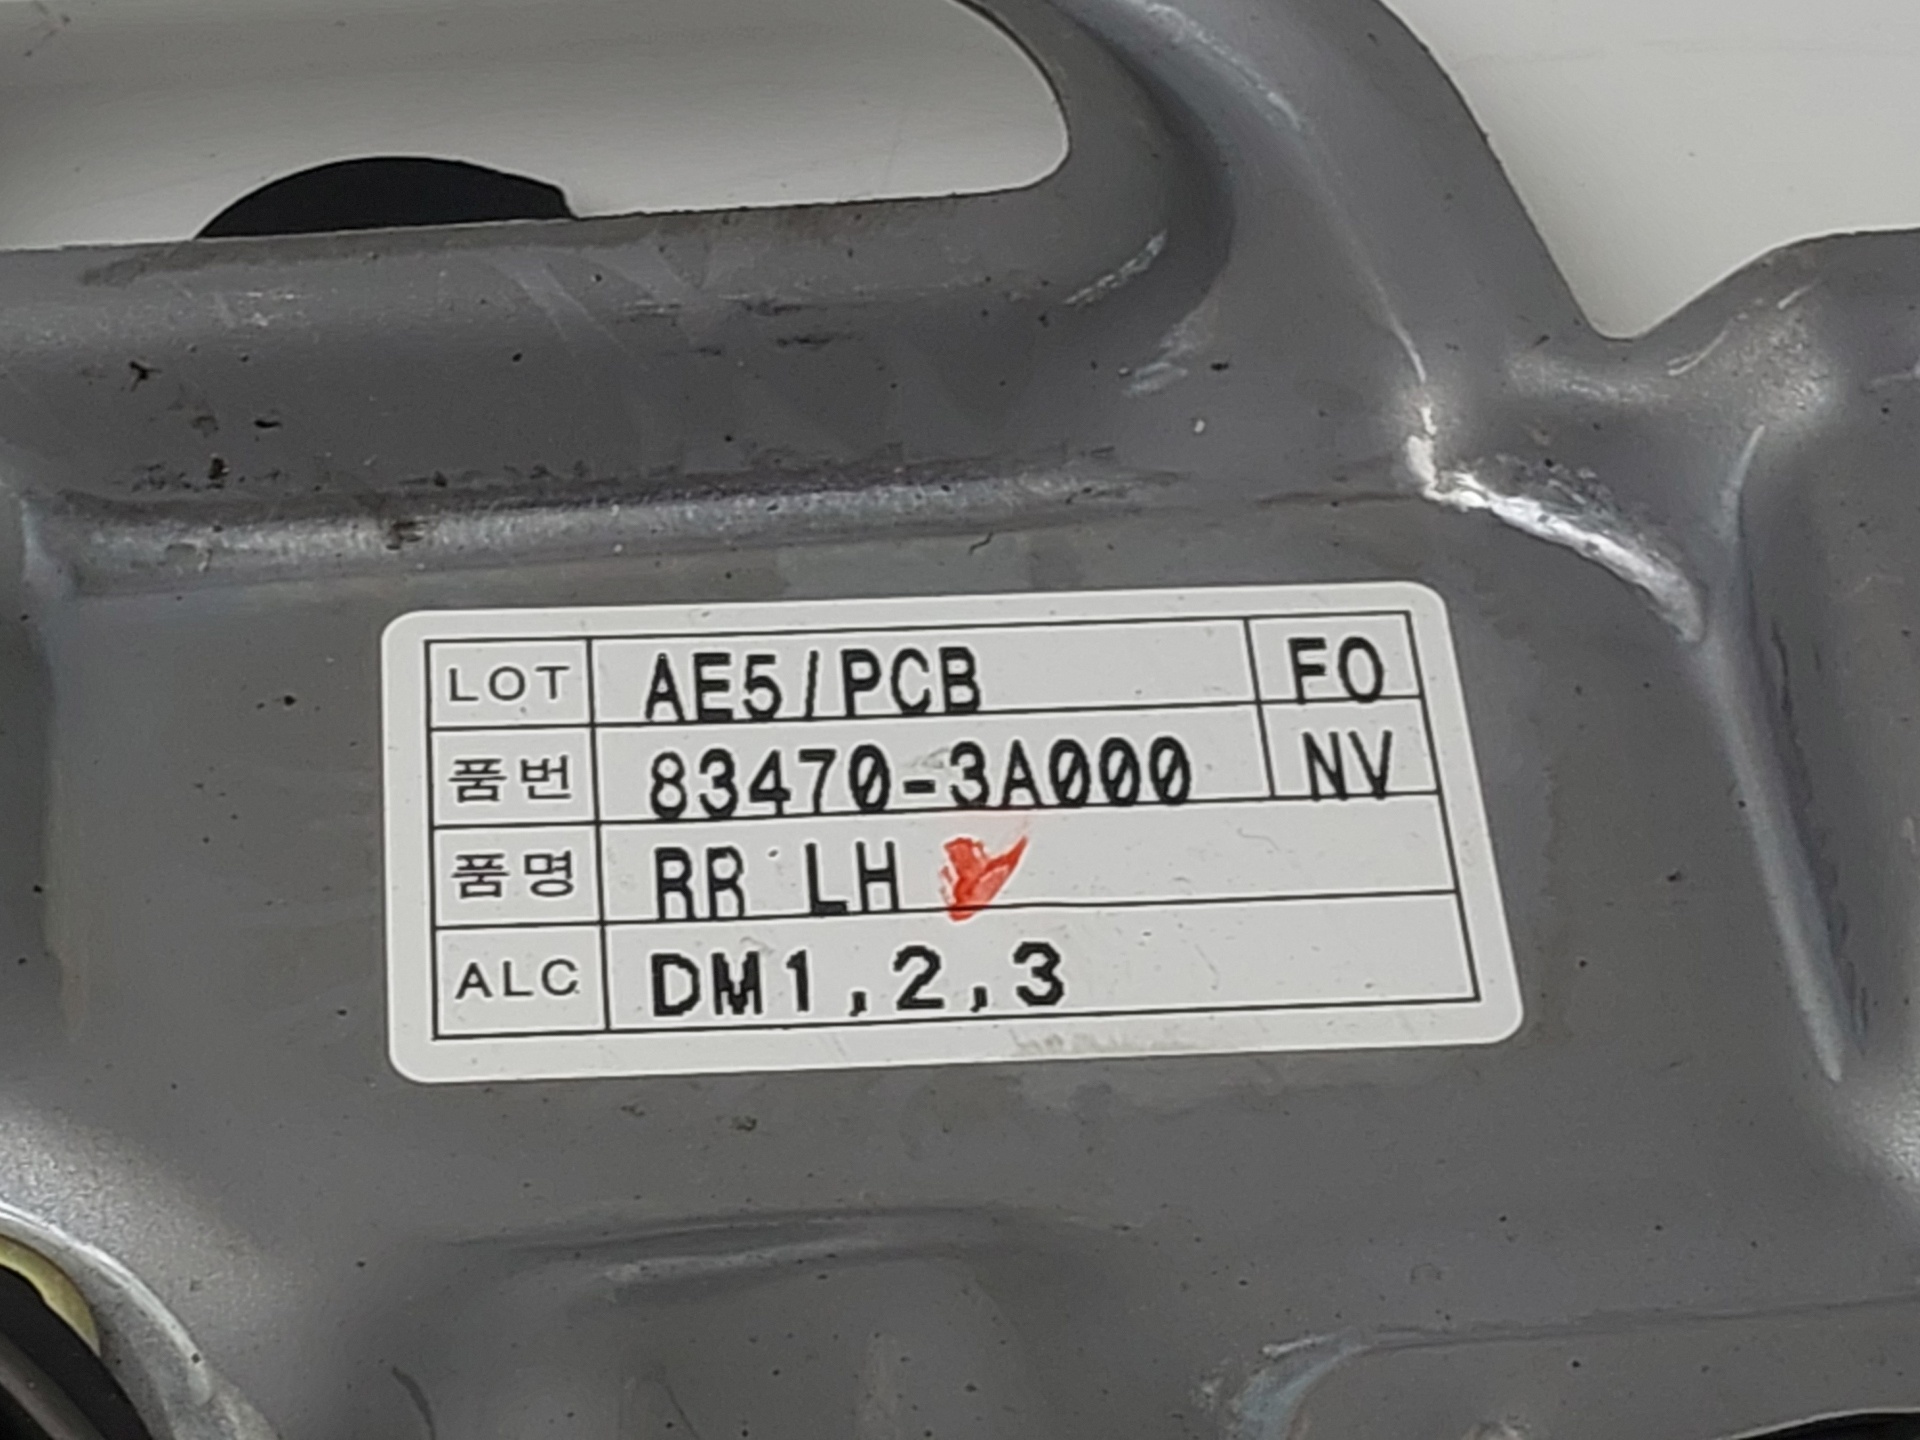 LOT AE5/PCB FO
품번 83470-3A000 NV
품명 RR LH
ALC DM1,2,3